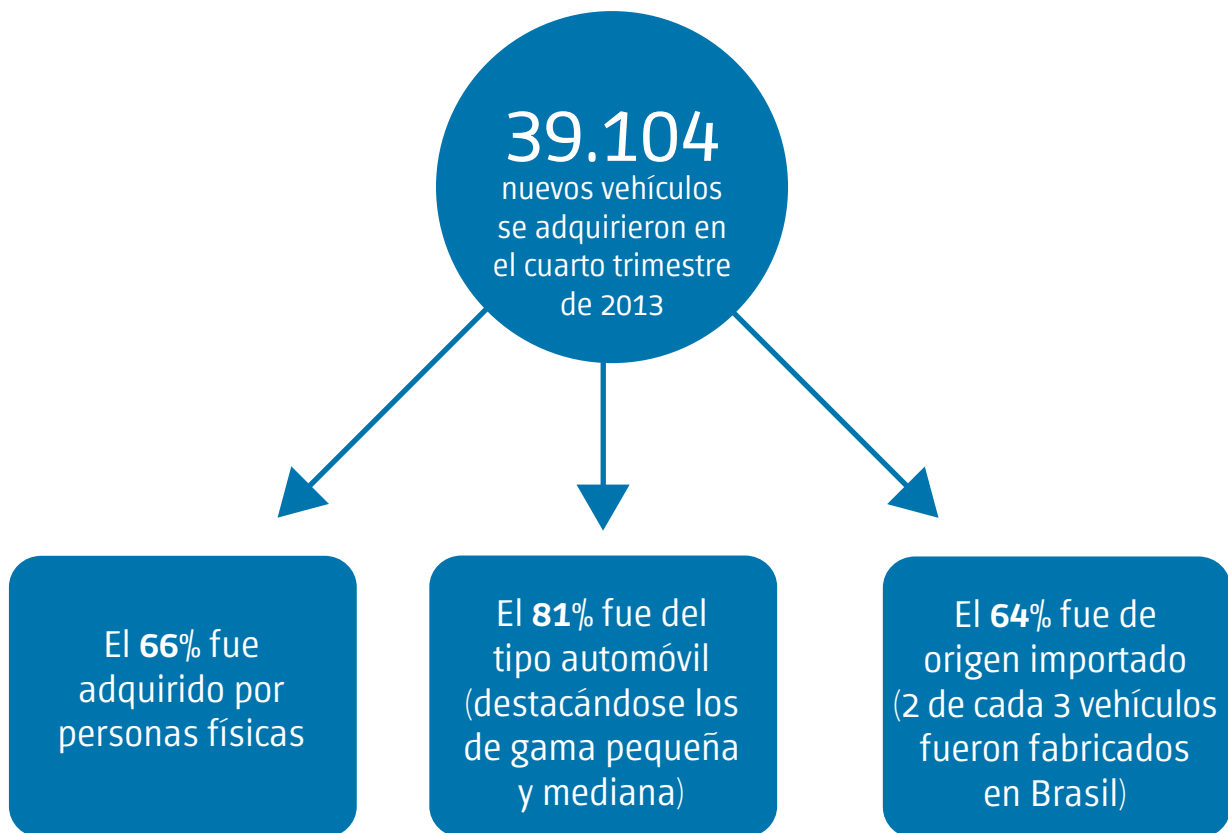 39.104
nuevos vehículos
se adquirieron en
el cuarto trimestre
de 2013
El 66% fue
adquirido por
personas físicas
El 81% fue del
tipo automóvil
(destacándose los
de gama pequeña
y mediana)
El 64% fue de
origen importado
(2 de cada 3 vehículos
fueron fabricados
en Brasil)